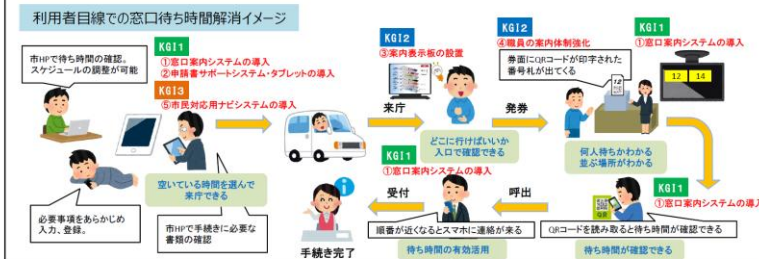 利用者目線での窓口待ち時間解消イメージ
市HPで待ち時間の確認。
スケジュールの調整が可能
KGI1
①窓口案内システムの導入
②申請書サポートシステム・タブレットの導入
KGI3
⑤市民対応用ナビシステムの導入
必要事項をあらかじめ
入力、登録。
空いている時間を選んで
来庁できる
市HPで手続きに必要な
書類の確認
来庁
KGI2
③案内表示板の設置
どこに行けばいいか
入口で確認できる
発券
KGI2
④職員の案内体制強化
券面にQRコードが印字された
番号札が出てくる
12
KGI1
①窓口案内システムの導入
12 14
何人待ちかわかる
並ぶ場所がわかる
KGI1
①窓口案内システムの導入
QRコードを読み取ると待ち時間が確認できる
待ち時間が確認できる
呼出
KGI1
①窓口案内システムの導入
順番が近くなるとスマホに連絡が来る
待ち時間の有効活用
受付
手続き完了